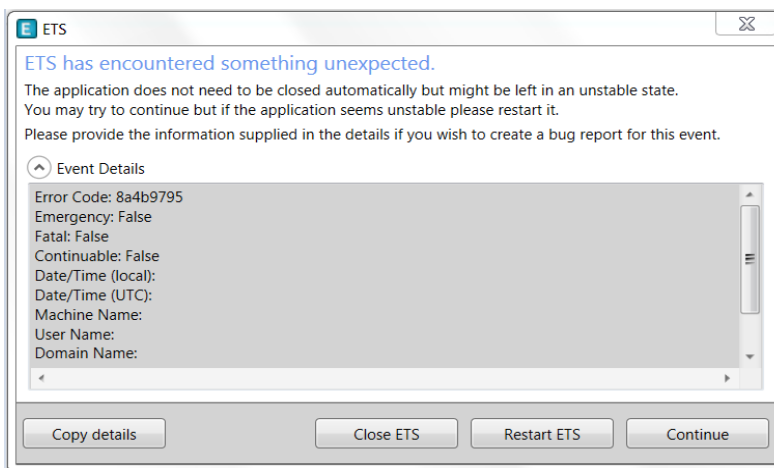 ETS
ETS has encountered something unexpected.
The application does not need to be closed automatically but might be left in an unstable state.
You may try to continue but if the application seems unstable please restart it.
Please provide the information supplied in the details if you wish to create a bug report for this event.
Event Details
Error Code: 8a4b9795
Emergency: False
Fatal: False
Continuable: False
Date/Time (local):
Date/Time (UTC):
Machine Name:
User Name:
Domain Name:
Copy details
Close ETS
Restart ETS
Continue